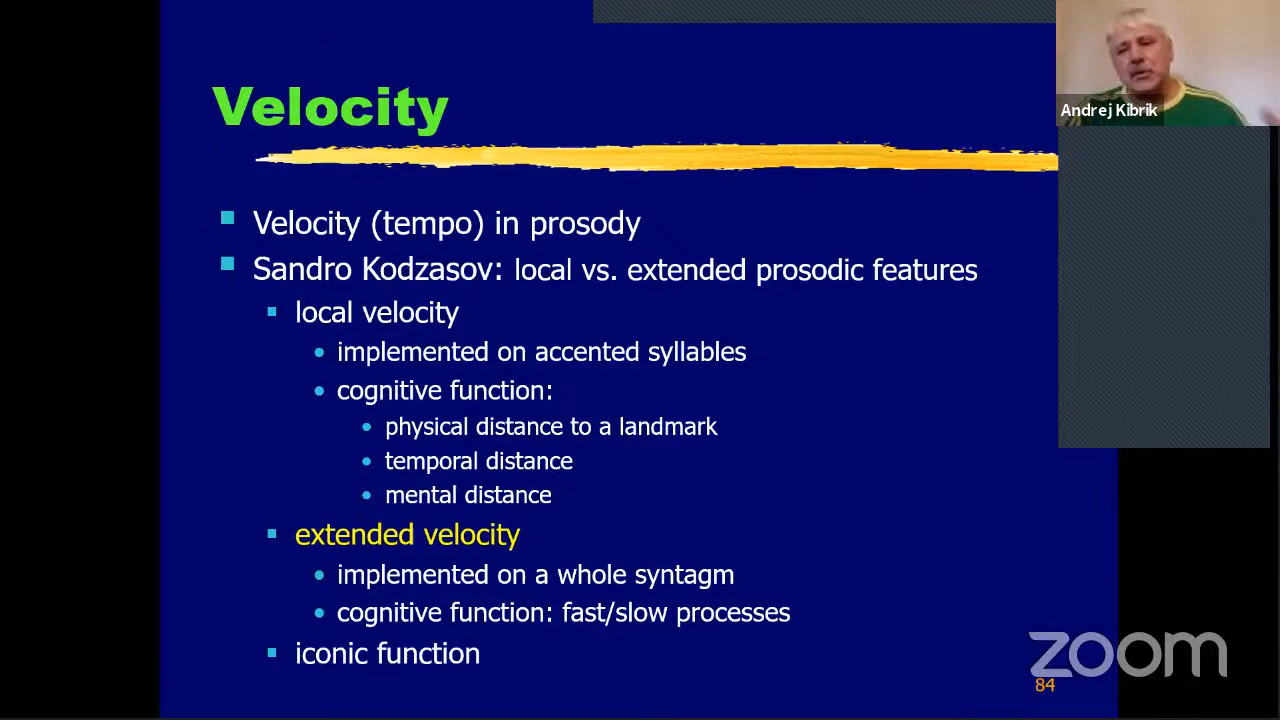 Velocity
Andrej Kibrik
Velocity (tempo) in prosody
Sandro Kodzasov: local vs. extended prosodic features
local velocity
implemented on accented syllables
cognitive function:
physical distance to a landmark
temporal distance
mental distance
extended velocity
implemented on a whole syntagm
cognitive function: fast/slow processes
iconic function
zoom
84